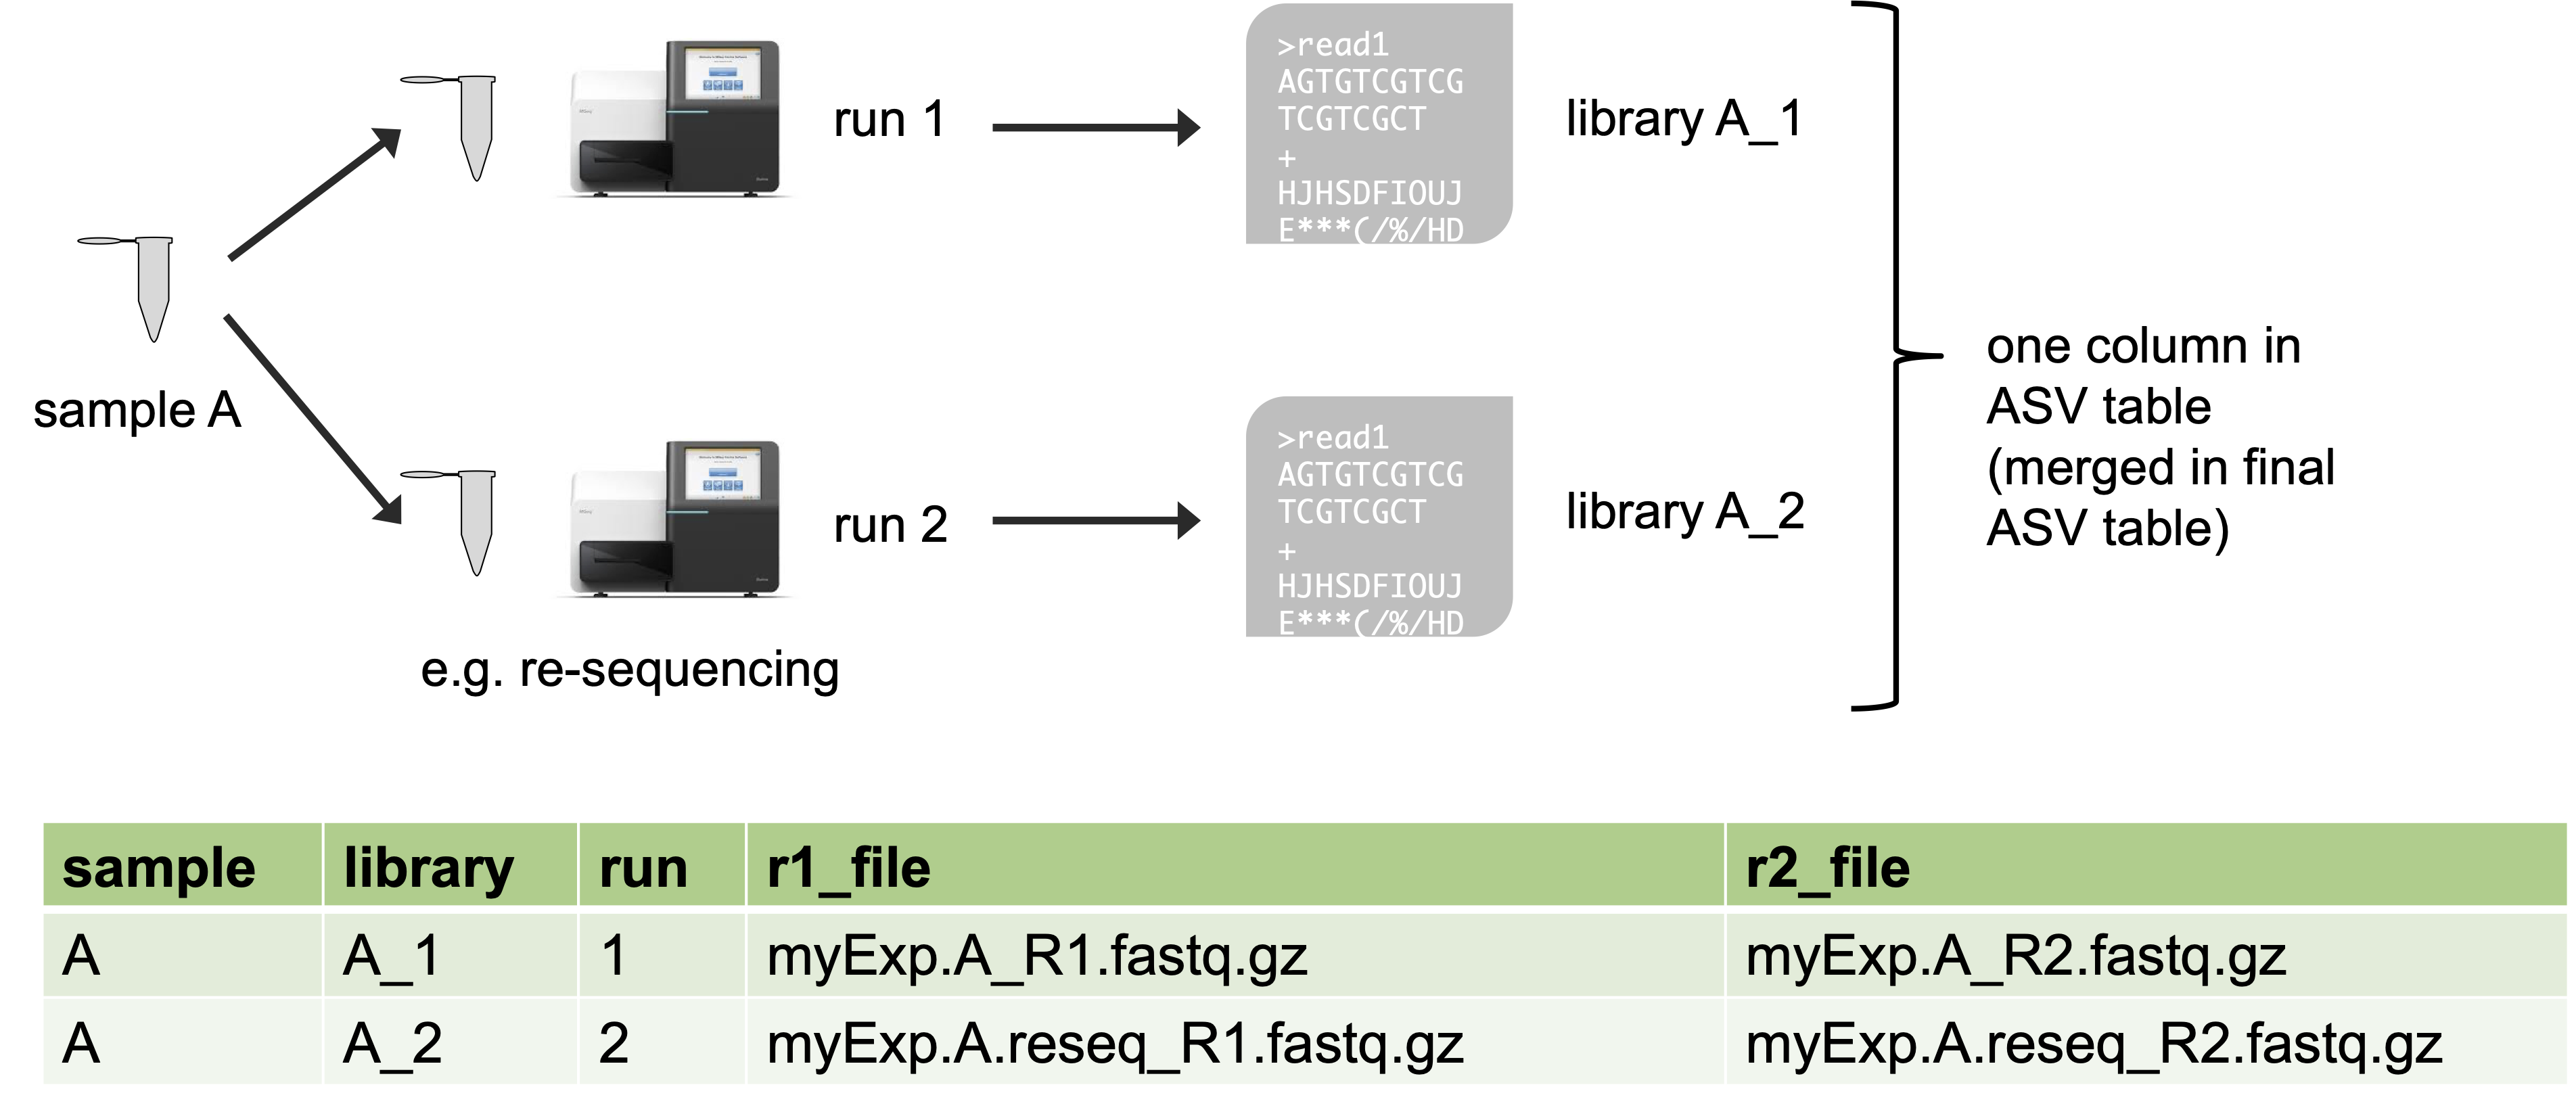 run 1
>read1
AGTGTCGTCG
TCGTCGCT
+
HJHSDFIOUJ
E***(/%/HD
library A_1
sample A
run 2
>read1
AGTGTCGTCG
TCGTCGCT
+
HJHSDFIOUJ
E***(/%/HD
library A_2
e.g. re-sequencing
one column in
ASV table
(merged in final
ASV table)
sample library run r1_file r2_file
A A_1 1 myExp.A_R1.fastq.gz myExp.A_R2.fastq.gz
A A_2 2 myExp.A.reseq_R1.fastq.gz myExp.A.reseq_R2.fastq.gz